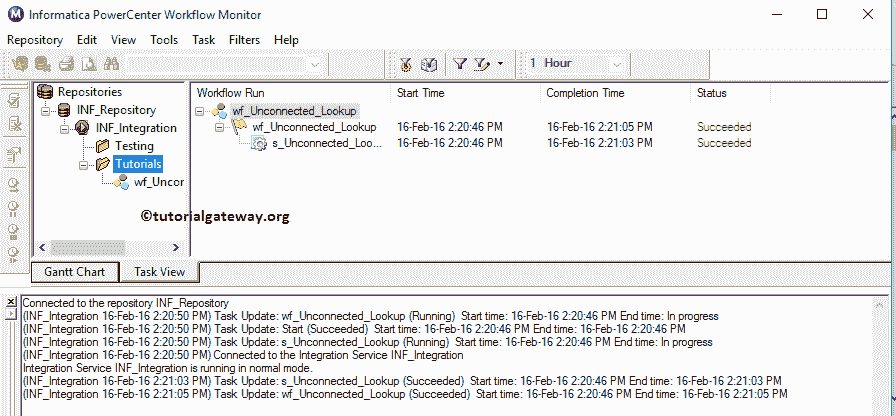 Informatica PowerCenter Workflow Monitor
Repository Edit View Tools Task Filters Help
1 Hour
Repositories
INF_Repository
INF_Integration
Testing
Tutorials
wf_Uncor
©tutorialgateway.org
Workflow Run Start Time Completion Time Status
wf_Unconnected_Lookup
wf_Unconnected_Lookup 16-Feb-16 2:20:46 PM 16-Feb-16 2:21:05 PM Succeeded
s_Unconnected_Loo... 16-Feb-16 2:20:46 PM 16-Feb-16 2:21:03 PM Succeeded
Gantt Chart Task View
Connected to the repository INF_Repository
(INF_Integration 16-Feb-16 2:20:50 PM) Task Update: wf_Unconnected_Lookup (Running) Start time: 16-Feb-16 2:20:46 PM End time: In progress
(INF_Integration 16-Feb-16 2:20:50 PM) Task Update: Start (Succeeded) Start time: 16-Feb-16 2:20:46 PM End time: 16-Feb-16 2:20:46 PM
(INF_Integration 16-Feb-16 2:20:50 PM) Task Update: s_Unconnected_Lookup (Running) Start time: 16-Feb-16 2:20:46 PM End time: In progress
(INF_Integration 16-Feb-16 2:20:50 PM) Connected to the Integration Service INF_Integration
Integration Service INF_Integration is running in normal mode.
(INF_Integration 16-Feb-16 2:21:03 PM) Task Update: s_Unconnected_Lookup (Succeeded) Start time: 16-Feb-16 2:20:46 PM End time: 16-Feb-16 2:21:03 PM
(INF_Integration 16-Feb-16 2:21:05 PM) Task Update: wf_Unconnected_Lookup (Succeeded) Start time: 16-Feb-16 2:20:46 PM End time: 16-Feb-16 2:21:05 PM